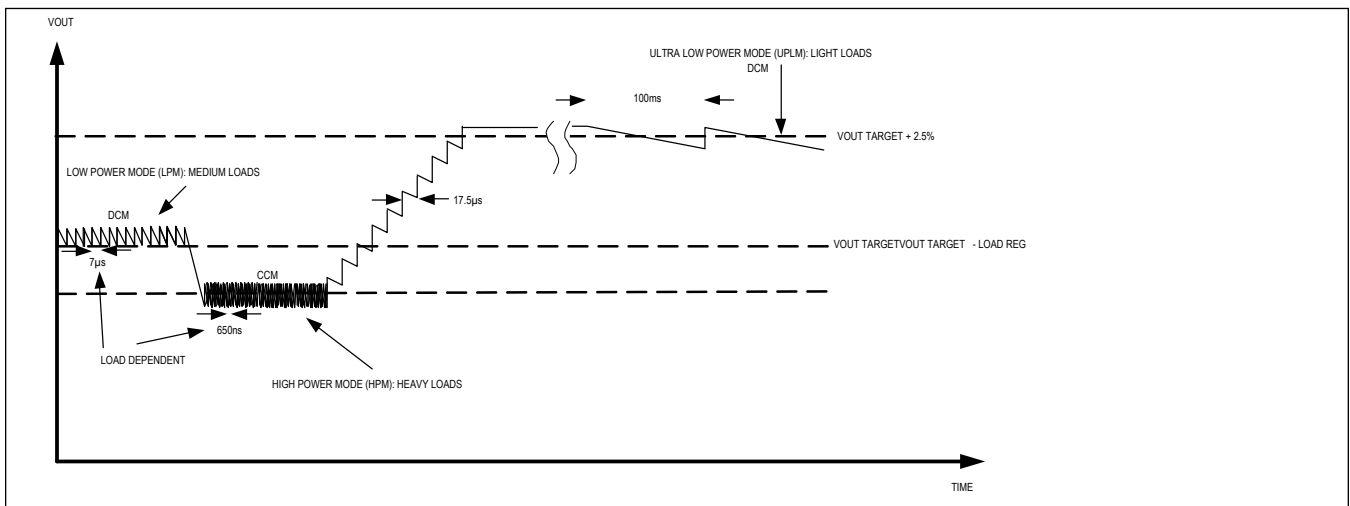 VOUT
ULTRA LOW POWER MODE (UPLM): LIGHT LOADS
DCM
100ms
VOUT TARGET + 2.5%
LOW POWER MODE (LPM): MEDIUM LOADS
17.5µs
DCM
VOUT TARGETVOUT TARGET - LOAD REG
7µs
CCM
650ns
LOAD DEPENDENT
HIGH POWER MODE (HPM): HEAVY LOADS
TIME